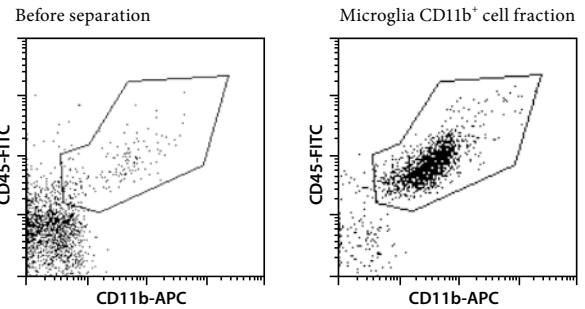 Before separation
Microglia CD11b⁺ cell fraction
CD45-FITC
CD11b-APC
CD45-FITC
CD11b-APC